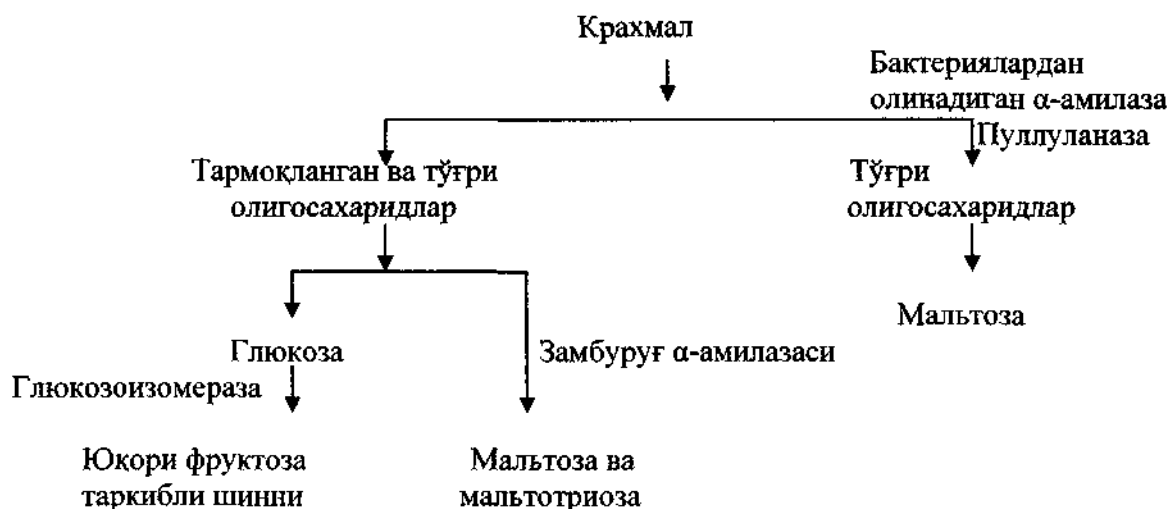 Крахмал
Бактериялардан
олинадиган α-амилаза
Пуллуланаза
Тармоқланган ва тўғри
олигосахаридлар
Тўғри
олигосахаридлар
Мальтоза
Глюкоза
Замбуруғ α-амилазаси
Глюкозоизомераза
Юқори фруктоза
таркибли шинни
Мальтоза ва
мальтотриоза